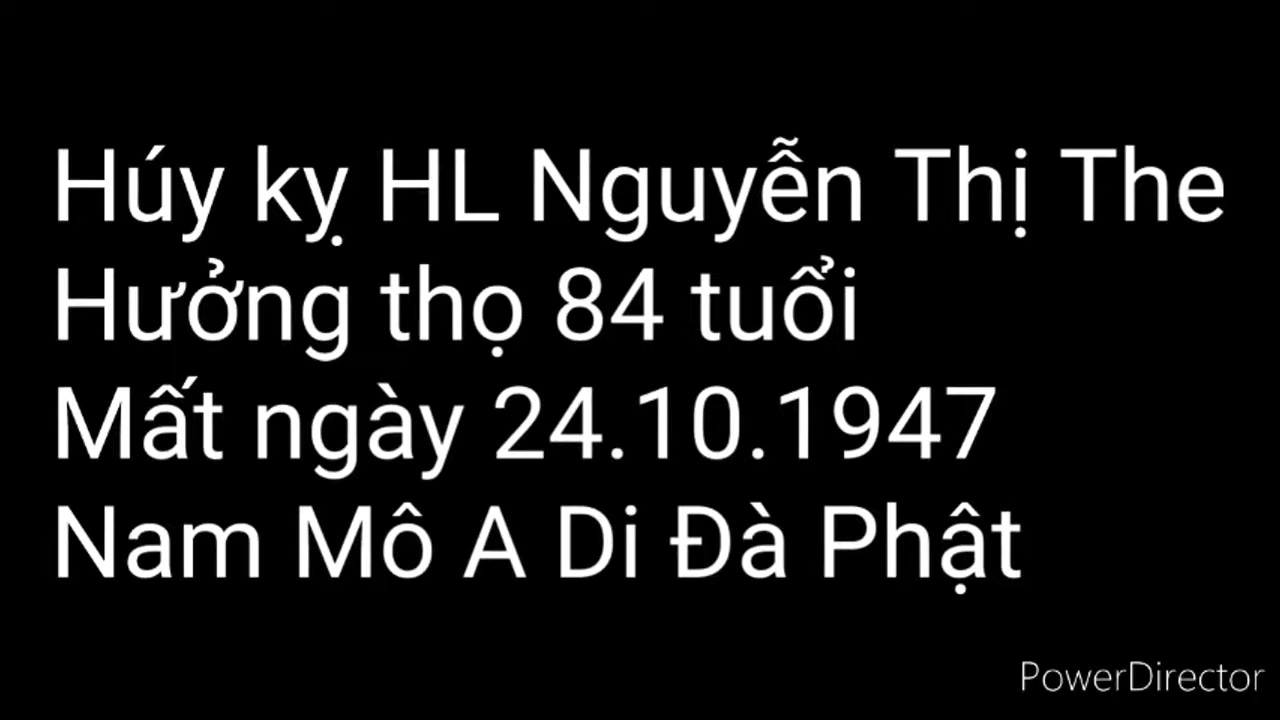 Húy kỵ HL Nguyễn Thị The
Hưởng thọ 84 tuổi
Mất ngày 24.10.1947
Nam Mô A Di Đà Phật
PowerDirector